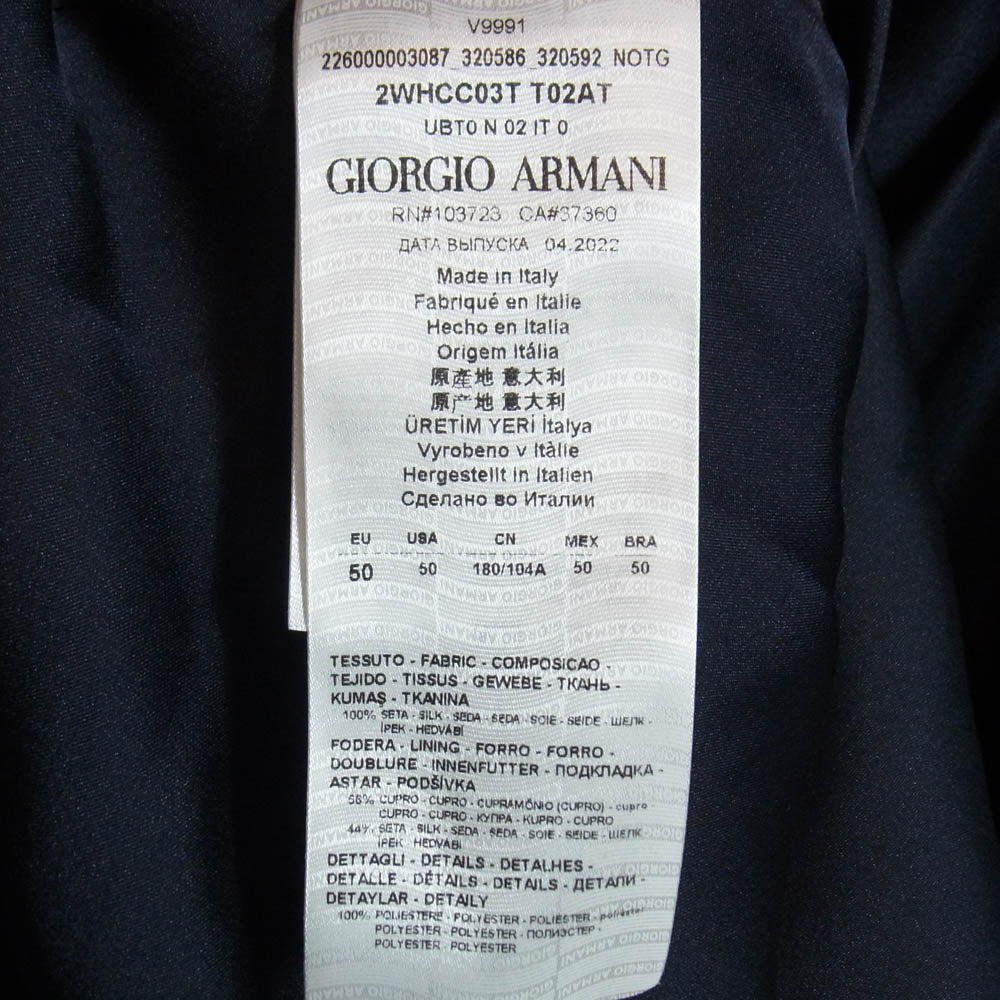 V9991
226000003087_320586_320592 NOTG
2WHCC03T T02AT
UBT0 N 02 IT 0
GIORGIO ARMANI
RN#103723 CA#37360
ДАТА ВЫПУСКА 04.2022
Made in Italy
Fabriqué en Italie
Hecho en Italia
Origem Itália
原產地 意大利
原产地 意大利
ÜRETİM YERİ İtalya
Vyrobeno v Itàlie
Hergestellt in Italien
Сделано во Италии
EU USA CN MEX BRA
50 50 180/104A 50 50
TESSUTO - FABRIC - COMPOSICAO -
TEJIDO - TISSUS - GEWEBE - ТКАНЬ -
KUMAŞ - TKANINA
100% SETA - SILK - SEDA - SEDA - SOIE - SEIDE - ШЕЛК -
İPEK - HEDVÁBÍ
FODERA - LINING - FORRO - FORRO -
DOUBLURE - INNENFUTTER - ПОДКЛАДКА -
ASTAR - PODŠÍVKA
56% CUPRO - CUPRO - CUPRAMÔNIO (CUPRO) - cupro
CUPRO - CUPRO - КУПРА - KUPRO - CUPRO
44% SETA - SILK - SEDA - SEDA - SOIE - SEIDE - ШЕЛК
İPEK - HEDVÁBÍ
DETTAGLI - DETAILS - DETALHES -
DETALLE - DÉTAILS - DETAILS - ДЕТАЛИ -
DETAYLAR - DETAILY
100% POLIESTERE - POLYESTER - POLIÉSTER - poliéster
POLYESTER - POLYESTER - ПОЛИЭСТЕР -
POLYESTER - POLYESTER